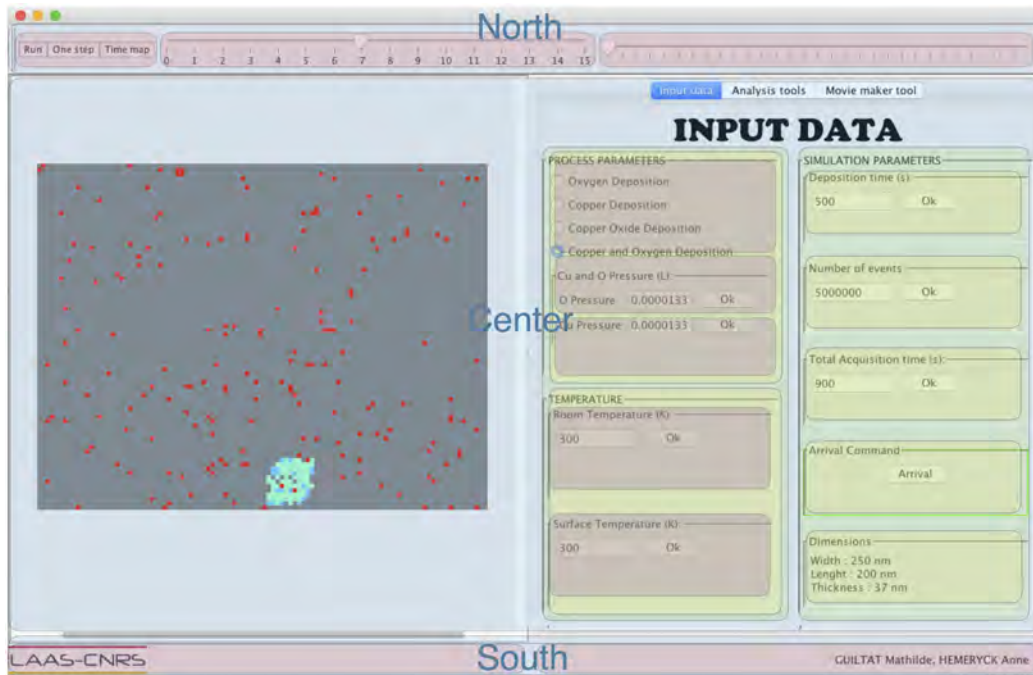 North
Run One step Time map
0 1 2 3 4 5 6 7 8 9 10 11 12 13 14 15
Input data Analysis tools Movie maker tool
INPUT DATA
PROCESS PARAMETERS
Oxygen Deposition
Copper Deposition
Copper Oxide Deposition
Copper and Oxygen Deposition
Cu and O Pressure (L):
O Pressure 0.0000133 Ok
Cu Pressure 0.0000133 Ok
TEMPERATURE
Room Temperature (K):
300 Ok
Surface Temperature (K):
300 Ok
SIMULATION PARAMETERS
Deposition time (s):
500 Ok
Number of events
5000000 Ok
Total Acquisition time (s):
900 Ok
Arrival Command
Arrival
Dimensions
Width : 250 nm
Lenght : 200 nm
Thickness : 37 nm
Center
LAAS-CNRS
South
GUILTAT Mathilde, HEMERYCK Anne